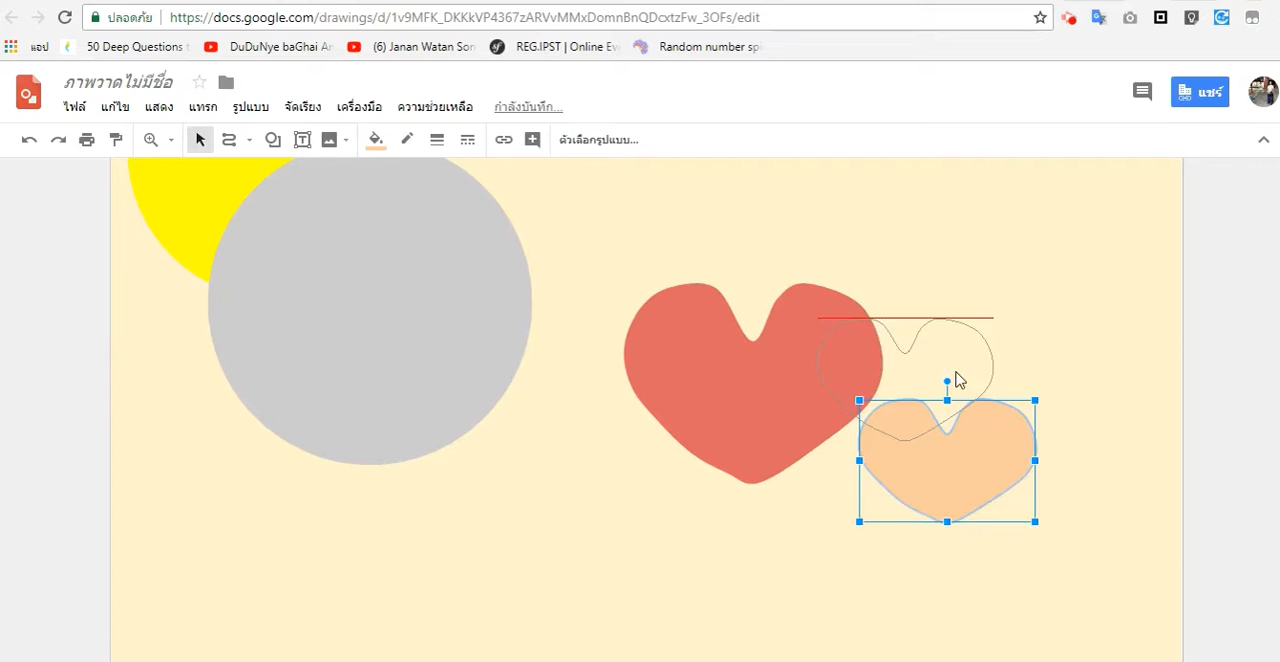 ปลอดภัย https://docs.google.com/drawings/d/1v9MFK_DKKkVP4367zARVvMMxDomnBnQDcxtzFw_3OFs/edit
แอป 50 Deep Questions t DuDuNye baGhai An (6) Janan Watan Son REG.IPST | Online Ev Random number spi
ภาพวาดไม่มีชื่อ
ไฟล์ แก้ไข แสดง แทรก รูปแบบ จัดเรียง เครื่องมือ ความช่วยเหลือ กำลังบันทึก...
แชร์
ตัวเลือกรูปแบบ...